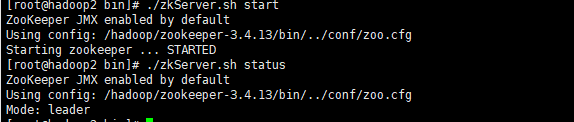 [root@hadoop2 bin]# ./zkServer.sh start
ZooKeeper JMX enabled by default
Using config: /hadoop/zookeeper-3.4.13/bin/../conf/zoo.cfg
Starting zookeeper ... STARTED
[root@hadoop2 bin]# ./zkServer.sh status
ZooKeeper JMX enabled by default
Using config: /hadoop/zookeeper-3.4.13/bin/../conf/zoo.cfg
Mode: leader
[root@hadoop2 bin]#